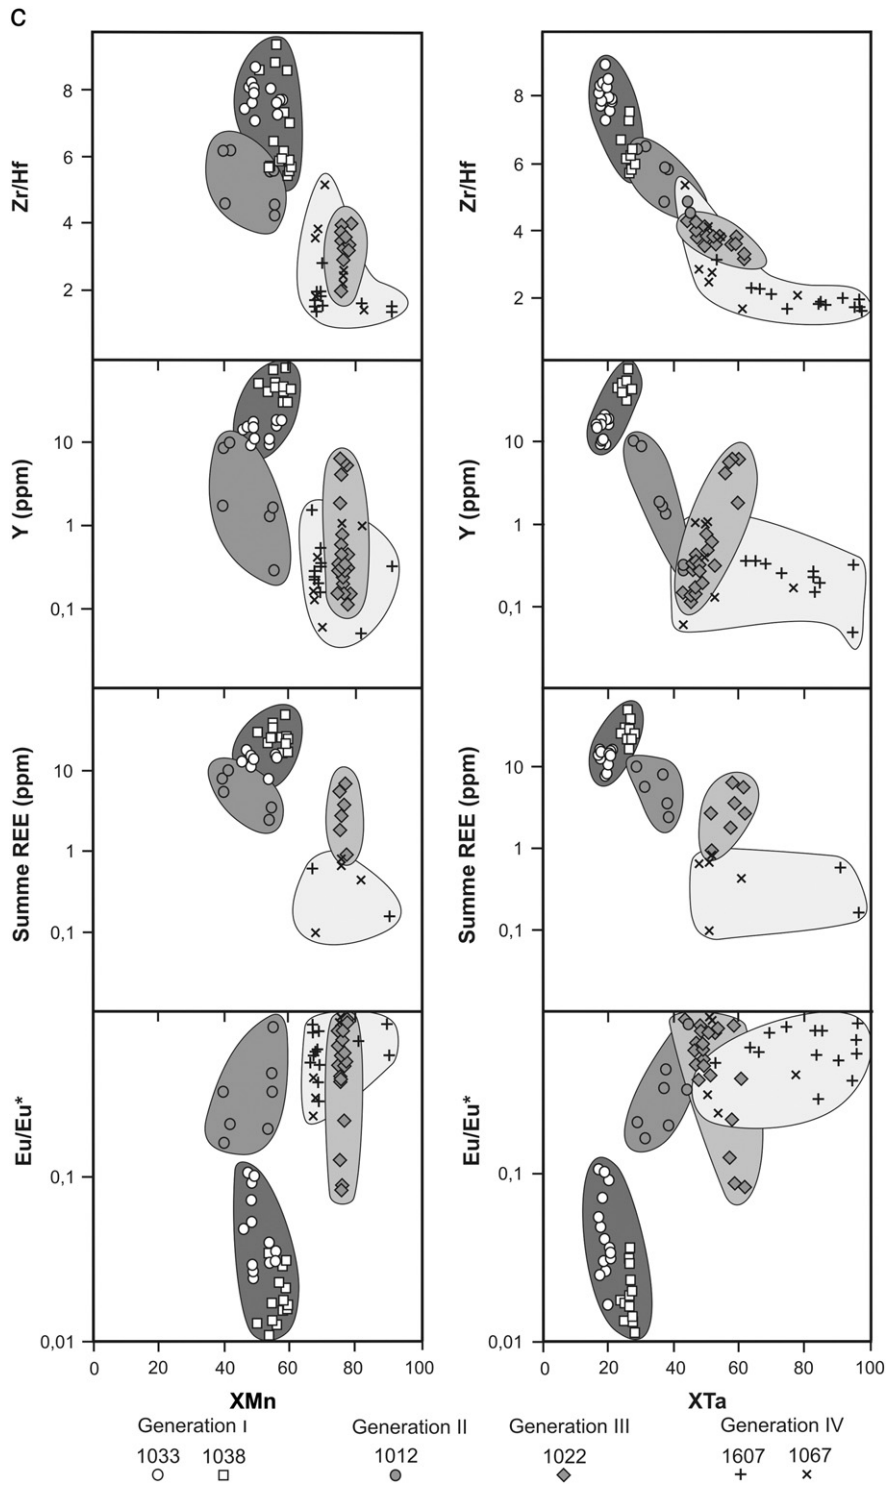 C
8
6
4
2
Zr/Hf
8
6
4
2
Zr/Hf
10
1
0,1
Y (ppm)
10
1
0,1
Y (ppm)
10
1
0,1
Summe REE (ppm)
10
1
0,1
Summe REE (ppm)
0,1
0,01
Eu/Eu*
0,1
0,01
Eu/Eu*
0 20 40 60 80 100
0 20 40 60 80 100
XMn XTa
Generation I Generation II Generation III Generation IV
1033 1038 1012 1022 1607 1067